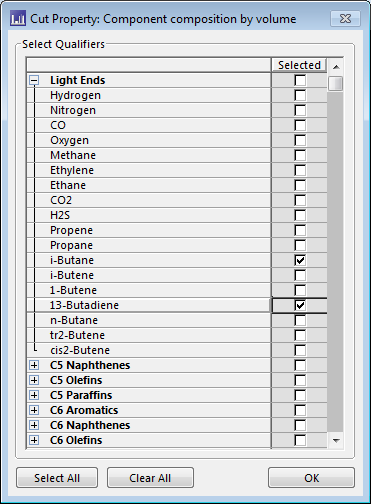 Cut Property: Component composition by volume
Select Qualifiers
Selected
Light Ends
Hydrogen
Nitrogen
CO
Oxygen
Methane
Ethylene
Ethane
CO2
H2S
Propene
Propane
i-Butane
i-Butene
1-Butene
13-Butadiene
n-Butane
tr2-Butene
cis2-Butene
C5 Naphthenes
C5 Olefins
C5 Paraffins
C6 Aromatics
C6 Naphthenes
C6 Olefins
Select All Clear All OK